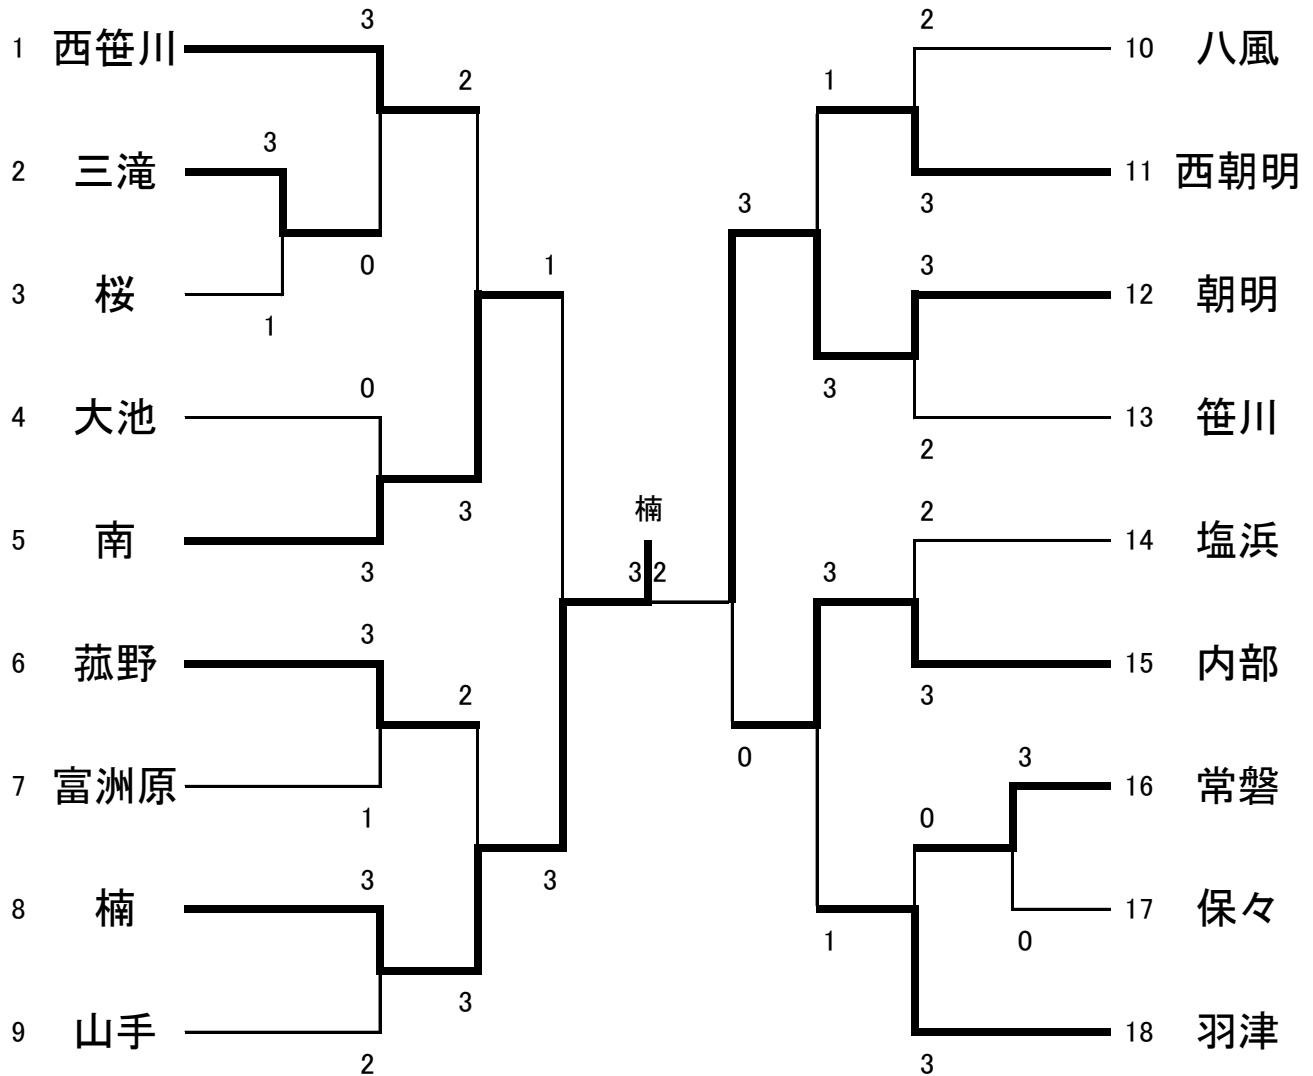 3
1 西笹川
2
3
2 三滝
0
3 桜
1
1
0
4 大池
3
5 南
3
3
6 菰野
2
7 富洲原
1
3
3
8 楠
3
9 山手
2
楠
3 2
2
10 八風
1
11 西朝明
3
3
3
12 朝明
3
13 笹川
2
2
14 塩浜
3
15 内部
3
0
3
16 常磐
0
17 保々
0
1
18 羽津
3